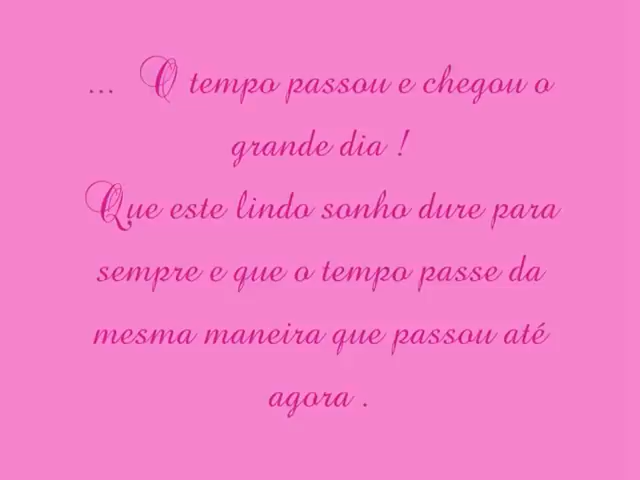 ... O tempo passou e chegou o
grande dia !
Que este lindo sonho dure para
sempre e que o tempo passe da
mesma maneira que passou até
agora .